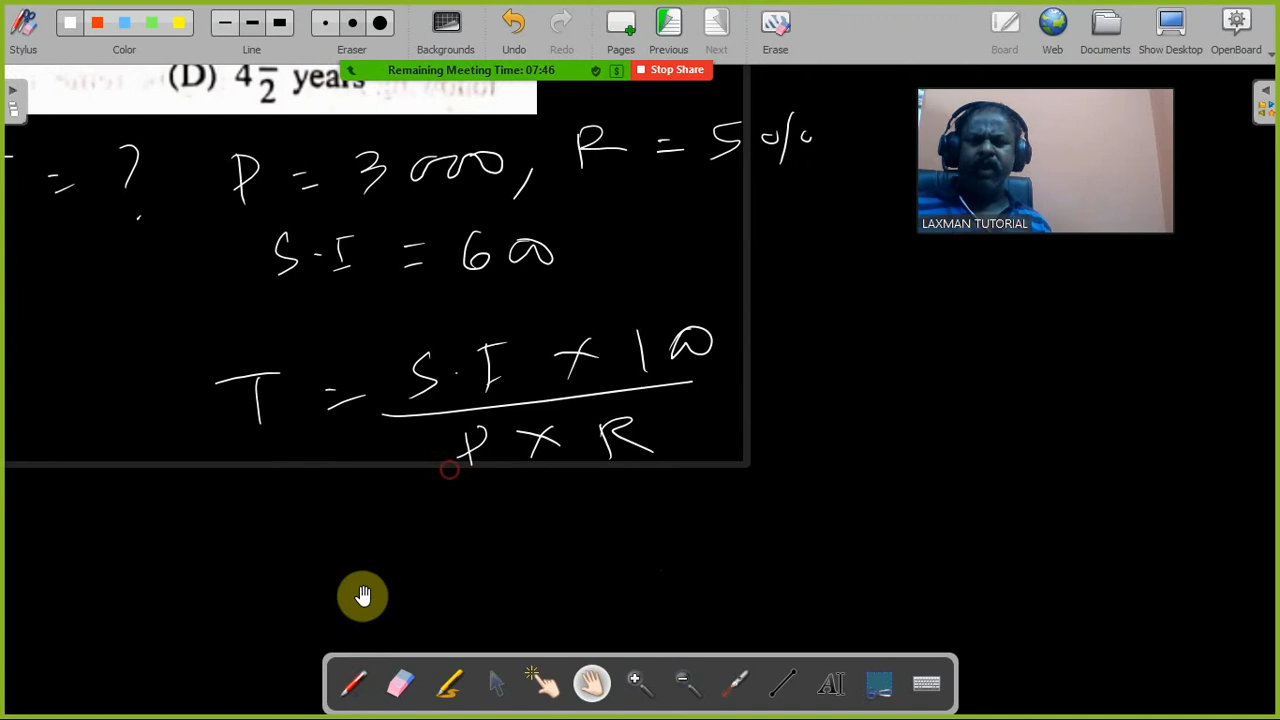 Stylus
Color
Line
Eraser
Backgrounds
Undo
Redo
Pages
Previous
Next
Erase
Board
Web
Documents
Show Desktop
OpenBoard
Remaining Meeting Time: 07:46
Stop Share
(D) 4 1/2 years
= ? P = 3000, R = 5%
S.I = 600
T = S.I × 100 / P × R
LAXMAN TUTORIAL
AI